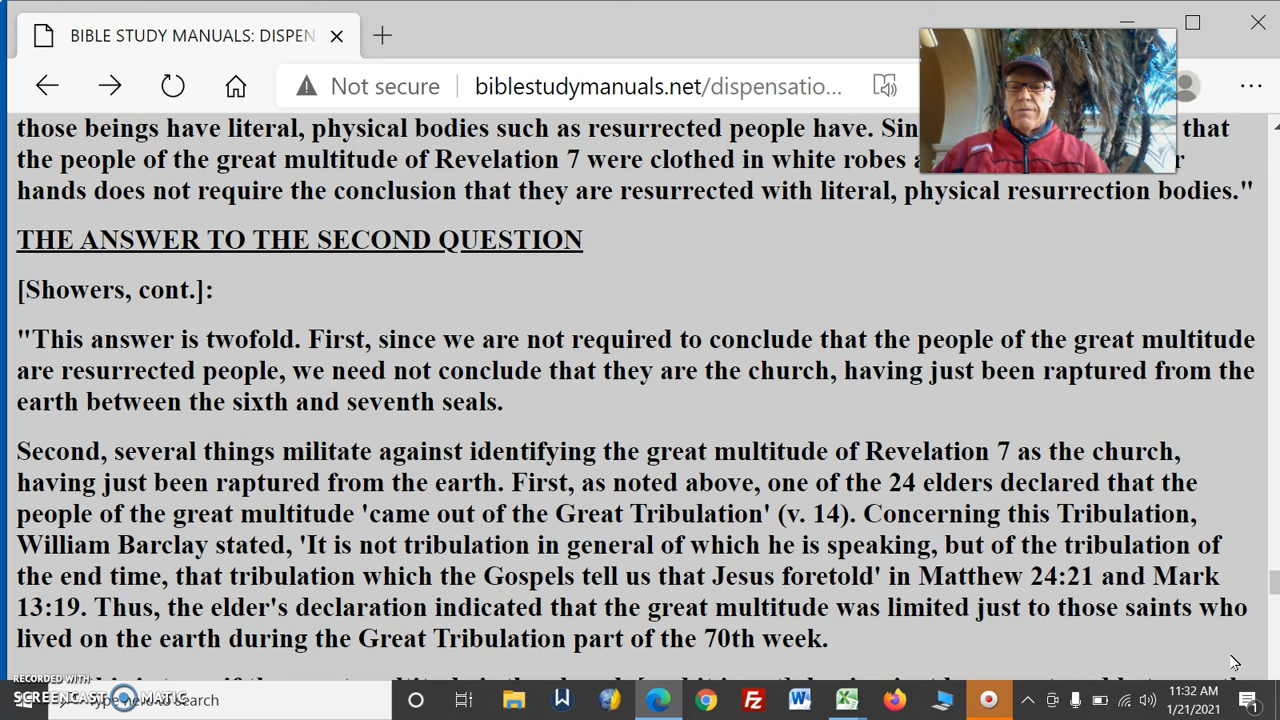 BIBLE STUDY MANUALS: DISPEN
Not secure
biblestudymanuals.net/dispensatio...
those beings have literal, physical bodies such as resurrected people have. Sin that
the people of the great multitude of Revelation 7 were clothed in white robes a
hands does not require the conclusion that they are resurrected with literal, physical resurrection bodies."
THE ANSWER TO THE SECOND QUESTION
[Showers, cont.]:
"This answer is twofold. First, since we are not required to conclude that the people of the great multitude
are resurrected people, we need not conclude that they are the church, having just been raptured from the
earth between the sixth and seventh seals.
Second, several things militate against identifying the great multitude of Revelation 7 as the church,
having just been raptured from the earth. First, as noted above, one of the 24 elders declared that the
people of the great multitude 'came out of the Great Tribulation' (v. 14). Concerning this Tribulation,
William Barclay stated, 'It is not tribulation in general of which he is speaking, but of the tribulation of
the end time, that tribulation which the Gospels tell us that Jesus foretold' in Matthew 24:21 and Mark
13:19. Thus, the elder's declaration indicated that the great multitude was limited just to those saints who
lived on the earth during the Great Tribulation part of the 70th week.
RECORDED WITH
SCREENCAST MATIC
Type here to search
11:32 AM
1/21/2021
1